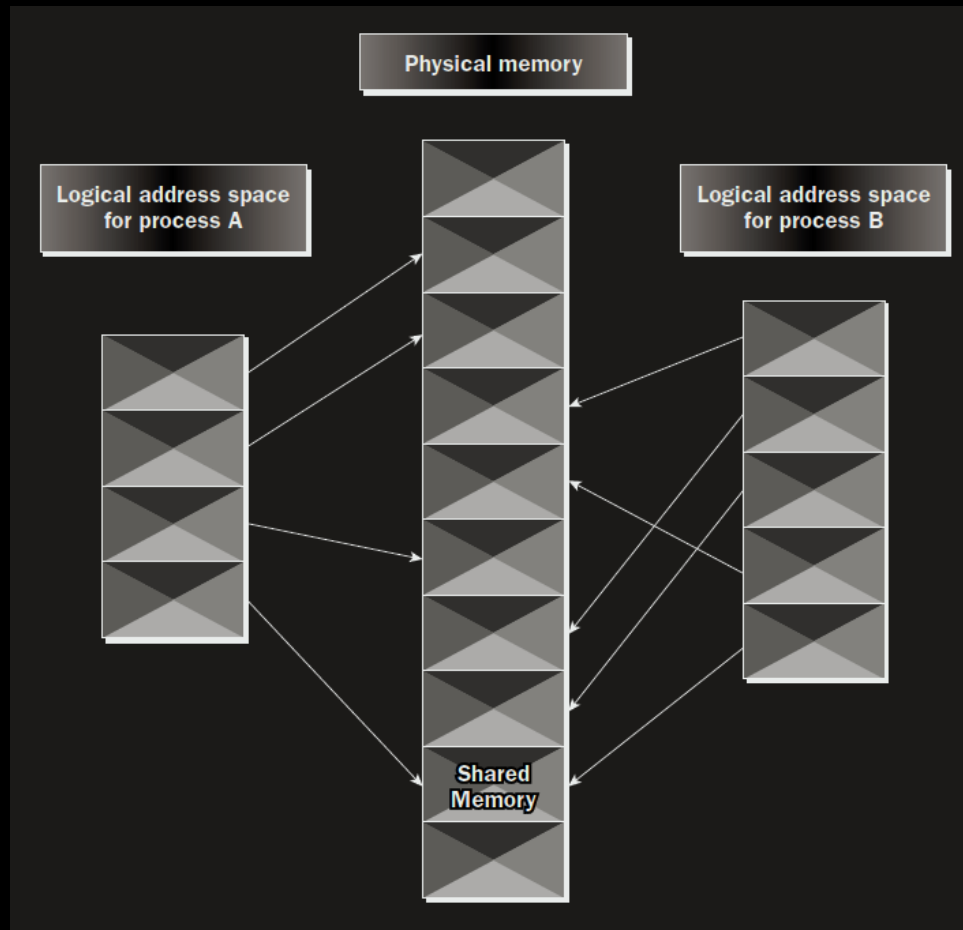 Physical memory
Logical address space
for process A
Logical address space
for process B
Shared
Memory